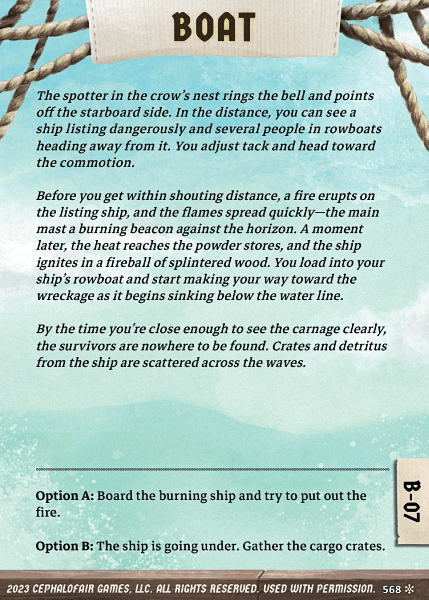 BOAT
The spotter in the crow's nest rings the bell and points
off the starboard side. In the distance, you can see a
ship listing dangerously and several people in rowboats
heading away from it. You adjust tack and head toward
the commotion.
Before you get within shouting distance, a fire erupts on
the listing ship, and the flames spread quickly—the main
mast a burning beacon against the horizon. A moment
later, the heat reaches the powder stores, and the ship
ignites in a fireball of splintered wood. You load into your
ship's rowboat and start making your way toward the
wreckage as it begins sinking below the water line.
By the time you're close enough to see the carnage clearly,
the survivors are nowhere to be found. Crates and detritus
from the ship are scattered across the waves.
Option A: Board the burning ship and try to put out the
fire.
Option B: The ship is going under. Gather the cargo crates.
B-07
2023 CEPHALOFAIR GAMES, LLC. ALL RIGHTS RESERVED. USED WITH PERMISSION. 568